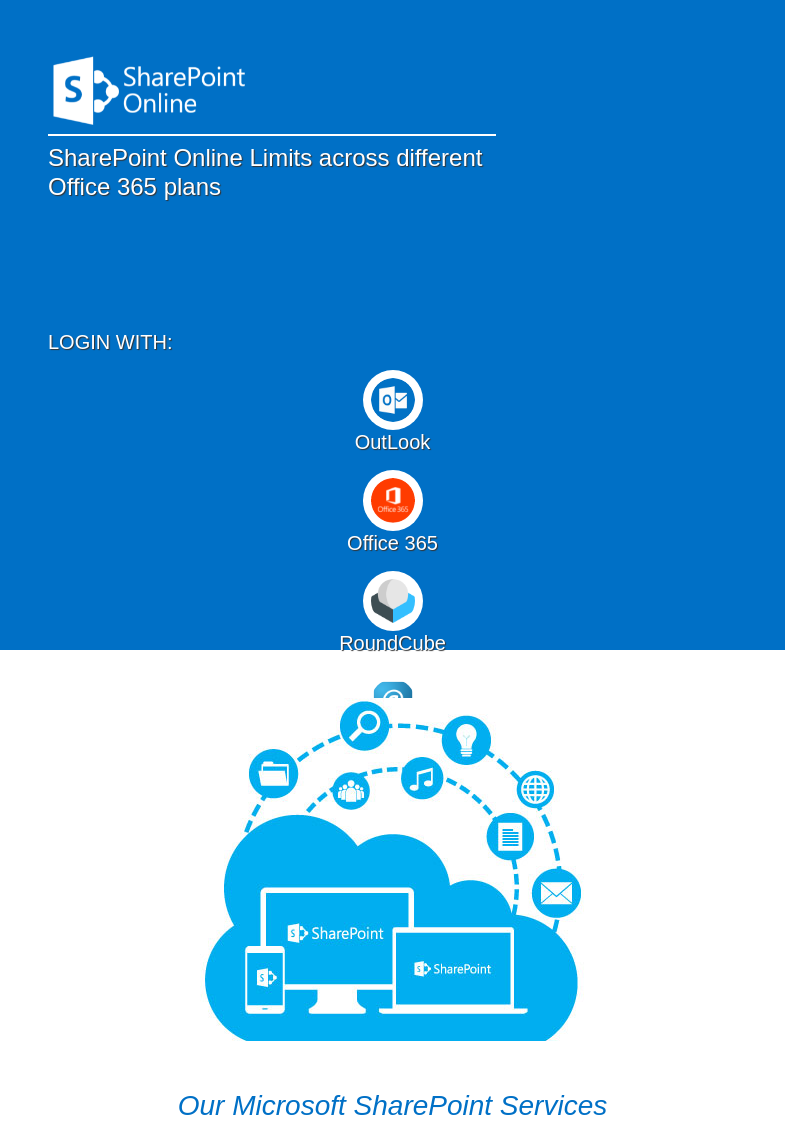 SharePoint
Online
SharePoint Online Limits across different
Office 365 plans
LOGIN WITH:
OutLook
Office 365
Office 365
RoundCube
SharePoint
SharePoint
Our Microsoft SharePoint Services